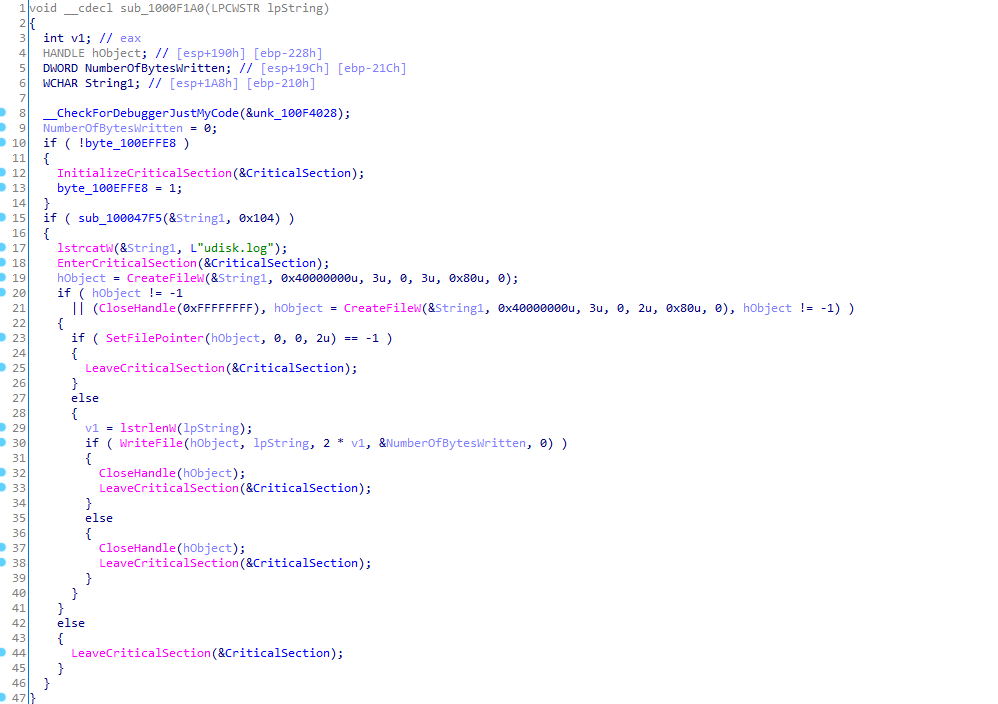 1 void __cdecl sub_1000F1A0(LPCWSTR lpString)
2 {
3   int v1; // eax
4   HANDLE hObject; // [esp+190h] [ebp-228h]
5   DWORD NumberOfBytesWritten; // [esp+19Ch] [ebp-21Ch]
6   WCHAR String1; // [esp+1A8h] [ebp-210h]
7
8   __CheckForDebuggerJustMyCode(&unk_100F4028);
9   NumberOfBytesWritten = 0;
10   if ( !byte_100EFFE8 )
11   {
12     InitializeCriticalSection(&CriticalSection);
13     byte_100EFFE8 = 1;
14   }
15   if ( sub_100047F5(&String1, 0x104) )
16   {
17     lstrcatW(&String1, L"udisk.log");
18     EnterCriticalSection(&CriticalSection);
19     hObject = CreateFileW(&String1, 0x40000000u, 3u, 0, 3u, 0x80u, 0);
20     if ( hObject != -1
21       || (CloseHandle(0xFFFFFFFF), hObject = CreateFileW(&String1, 0x40000000u, 3u, 0, 2u, 0x80u, 0), hObject != -1) )
22     {
23       if ( SetFilePointer(hObject, 0, 0, 2u) == -1 )
24       {
25         LeaveCriticalSection(&CriticalSection);
26       }
27       else
28       {
29         v1 = lstrlenW(lpString);
30         if ( WriteFile(hObject, lpString, 2 * v1, &NumberOfBytesWritten, 0) )
31         {
32           CloseHandle(hObject);
33           LeaveCriticalSection(&CriticalSection);
34         }
35         else
36         {
37           CloseHandle(hObject);
38           LeaveCriticalSection(&CriticalSection);
39         }
40       }
41     }
42     else
43     {
44       LeaveCriticalSection(&CriticalSection);
45     }
46   }
47 }